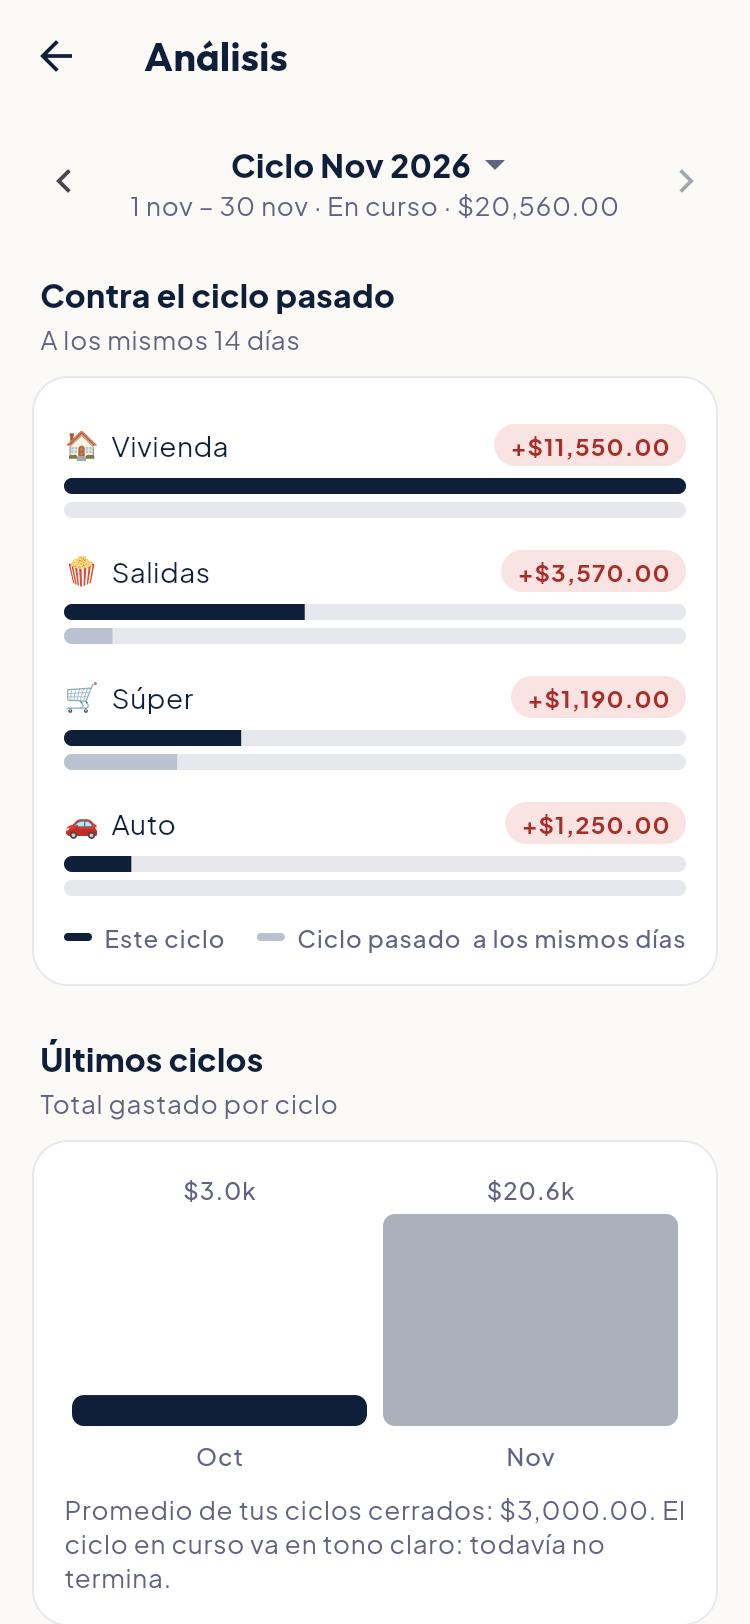 Análisis
Ciclo Nov 2026
1 nov – 30 nov · En curso · $20,560.00
Contra el ciclo pasado
A los mismos 14 días
Vivienda
+$11,550.00
Salidas
+$3,570.00
Súper
+$1,190.00
Auto
+$1,250.00
Este ciclo
Ciclo pasado a los mismos días
Últimos ciclos
Total gastado por ciclo
$3.0k
$20.6k
Oct
Nov
Promedio de tus ciclos cerrados: $3,000.00. El
ciclo en curso va en tono claro: todavía no
termina.